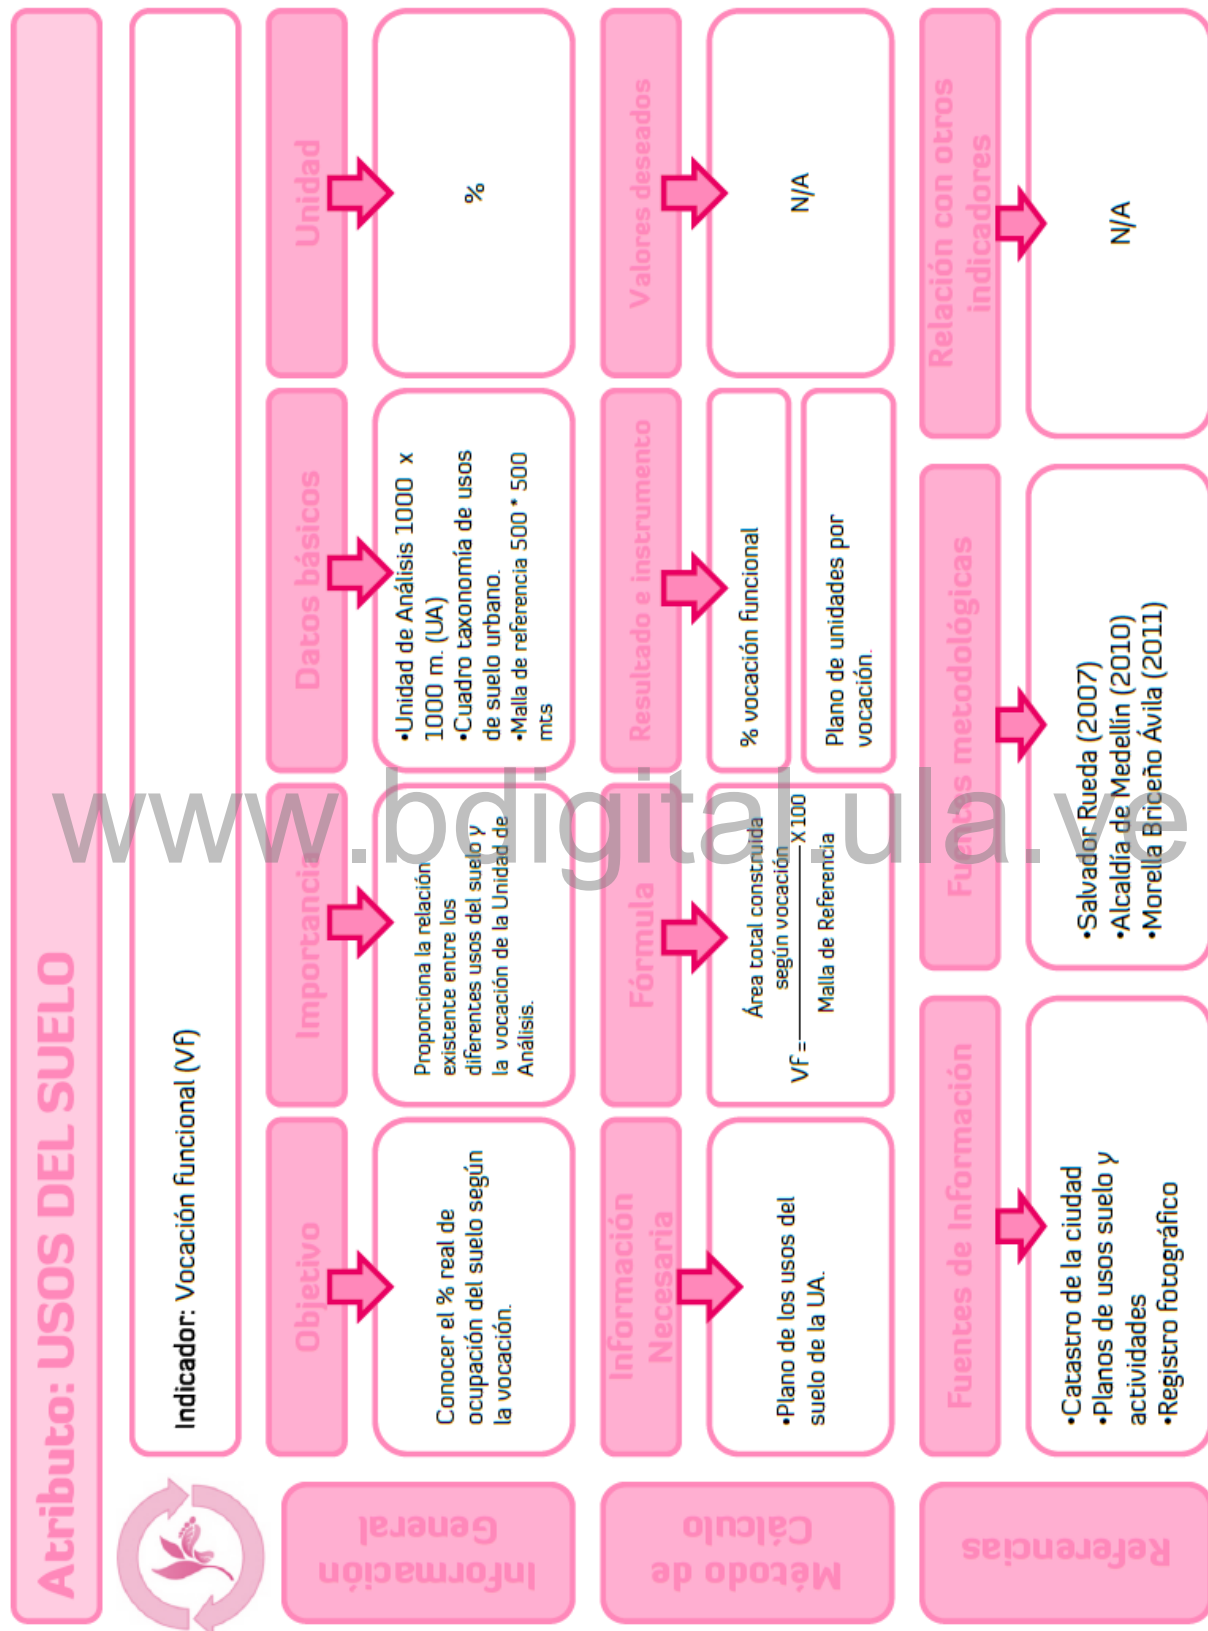 Atributo: USOS DEL SUELO
Indicador: Vocación funcional (Vf)
Información
General
Objetivo
Conocer el % real de
ocupación del suelo según
la vocación.
Importancia
Proporciona la relación
existente entre los
diferentes usos del suelo y
la vocación de la Unidad de
Análisis.
Datos básicos
•Unidad de Análisis 1000 x
1000 m. (UA)
•Cuadro taxonomía de usos
de suelo urbano.
•Malla de referencia 500 * 500
mts
Unidad
%
Método de
Cálculo
Información
Necesaria
•Plano de los usos del
suelo de la UA.
Fórmula
Área total construida
según vocación
Vf = X 100
Malla de Referencia
Resultado e instrumento
% vocación funcional
Plano de unidades por
vocación.
Valores deseados
N/A
Referencias
Fuentes de Información
•Catastro de la ciudad
•Planos de usos suelo y
actividades
•Registro fotográfico
Fuentes metodológicas
•Salvador Rueda (2007)
•Alcaldía de Medellín (2010)
•Morella Briceño Ávila (2011)
Relación con otros
indicadores
N/A
www.bdigital.ula.ve